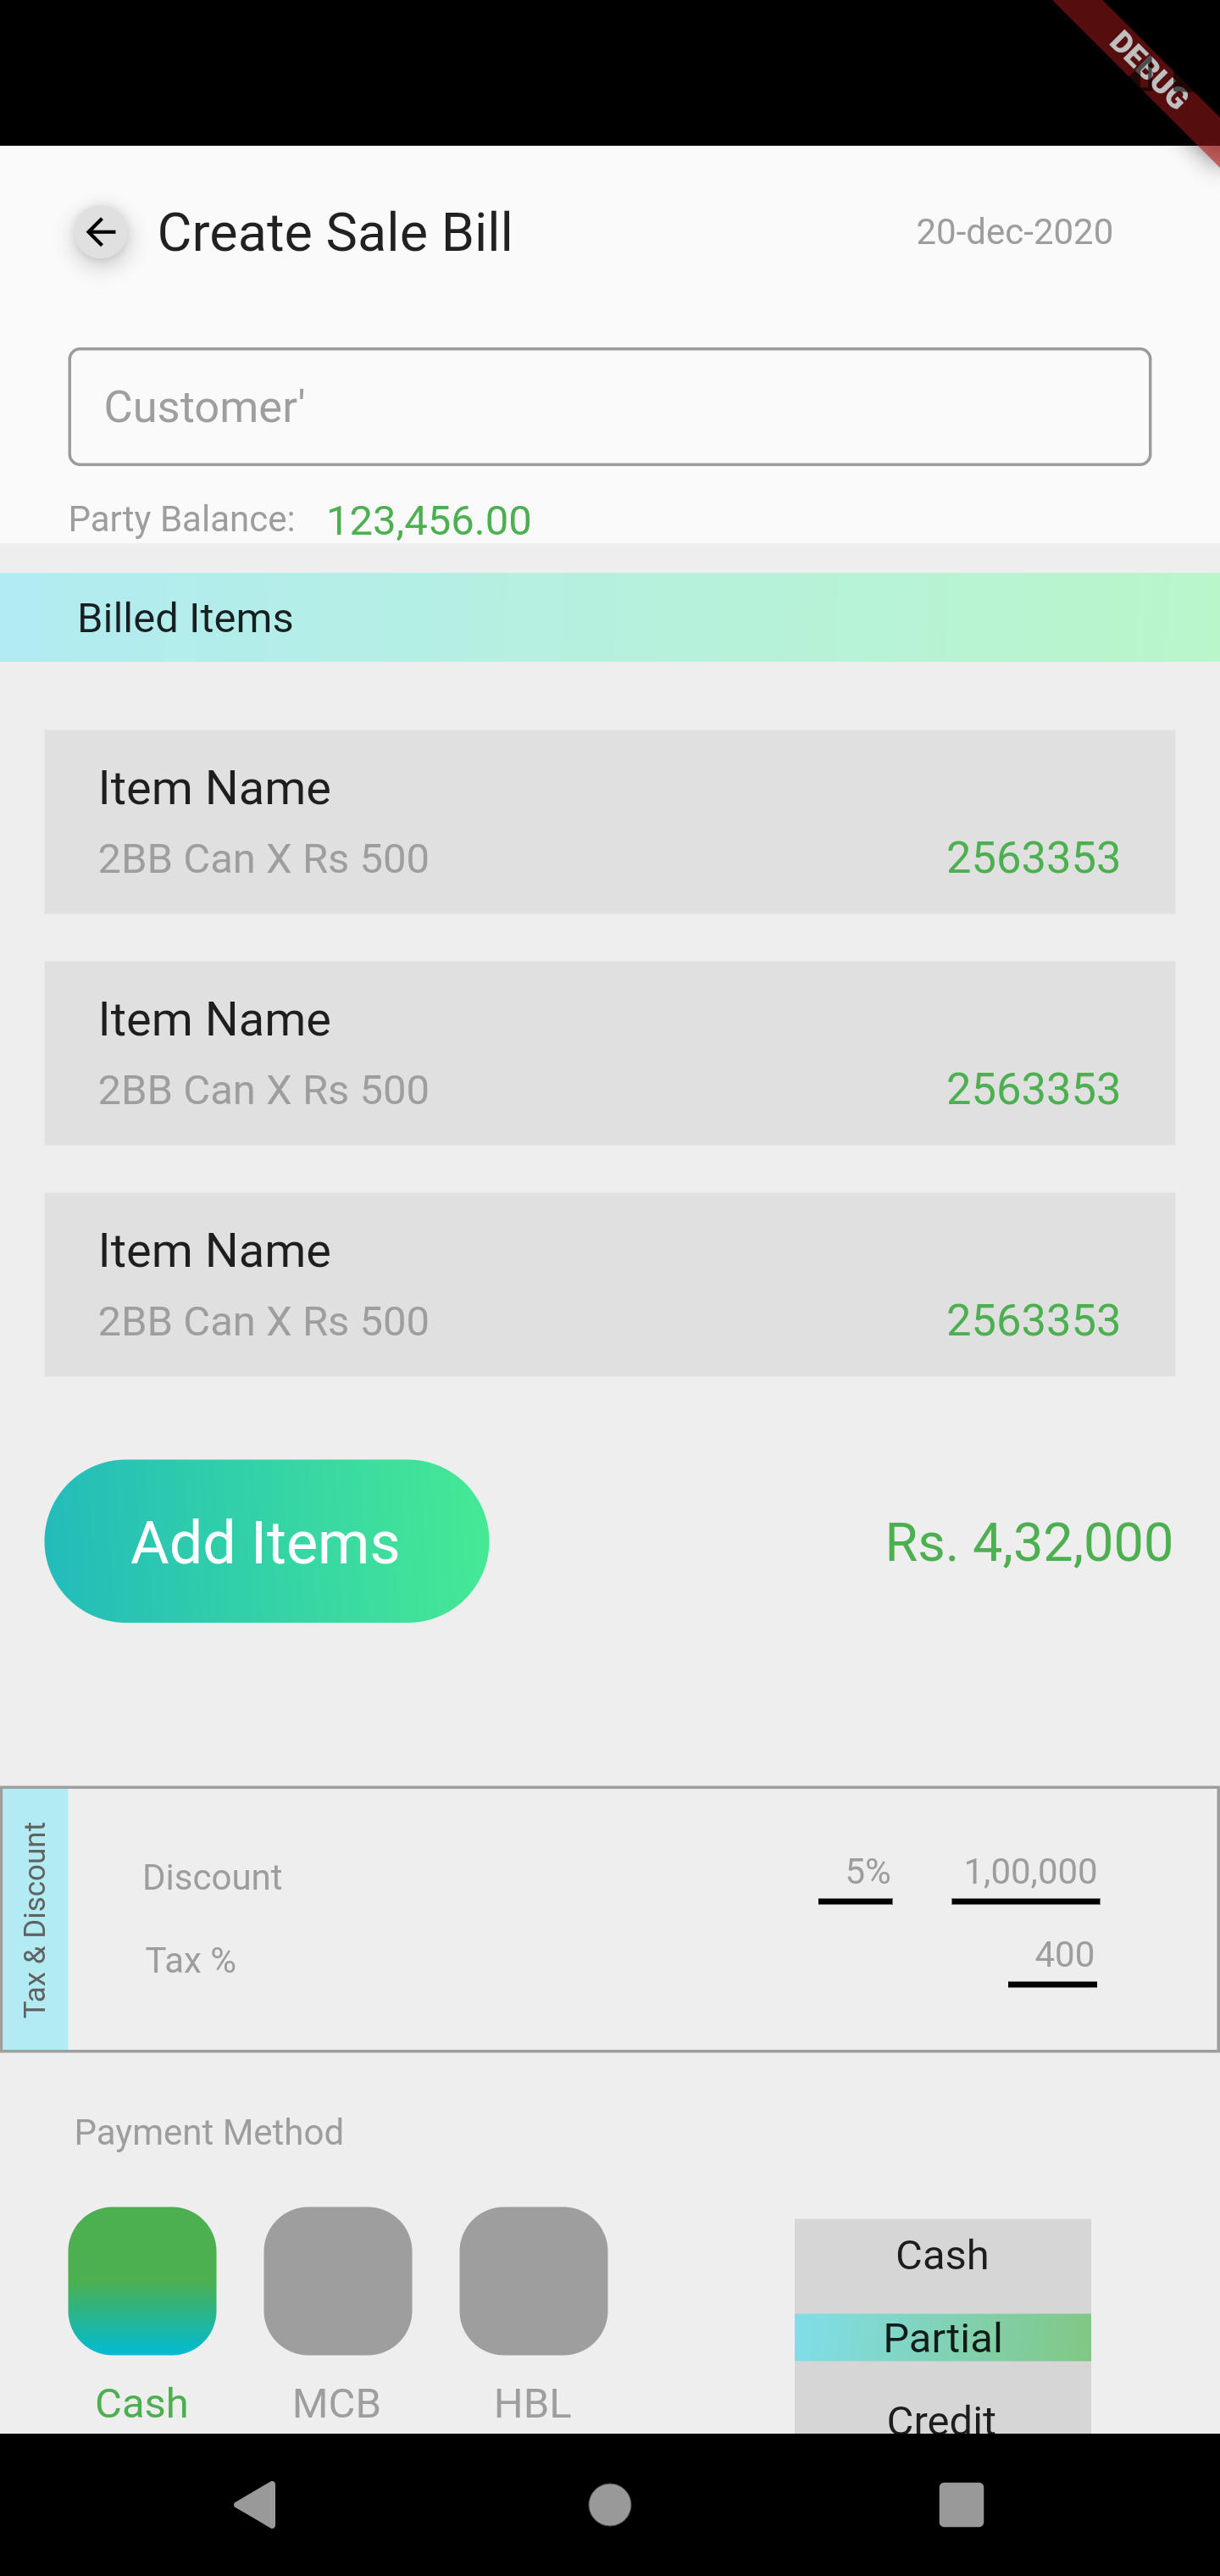 DEBUG
Create Sale Bill 20-dec-2020
Customer'
Party Balance: 123,456.00
Billed Items
Item Name
2BB Can X Rs 500 2563353
Item Name
2BB Can X Rs 500 2563353
Item Name
2BB Can X Rs 500 2563353
Add Items Rs. 4,32,000
Tax & Discount
Discount 5% 1,00,000
Tax % 400
Payment Method
Cash
Partial
Cash MCB HBL Credit